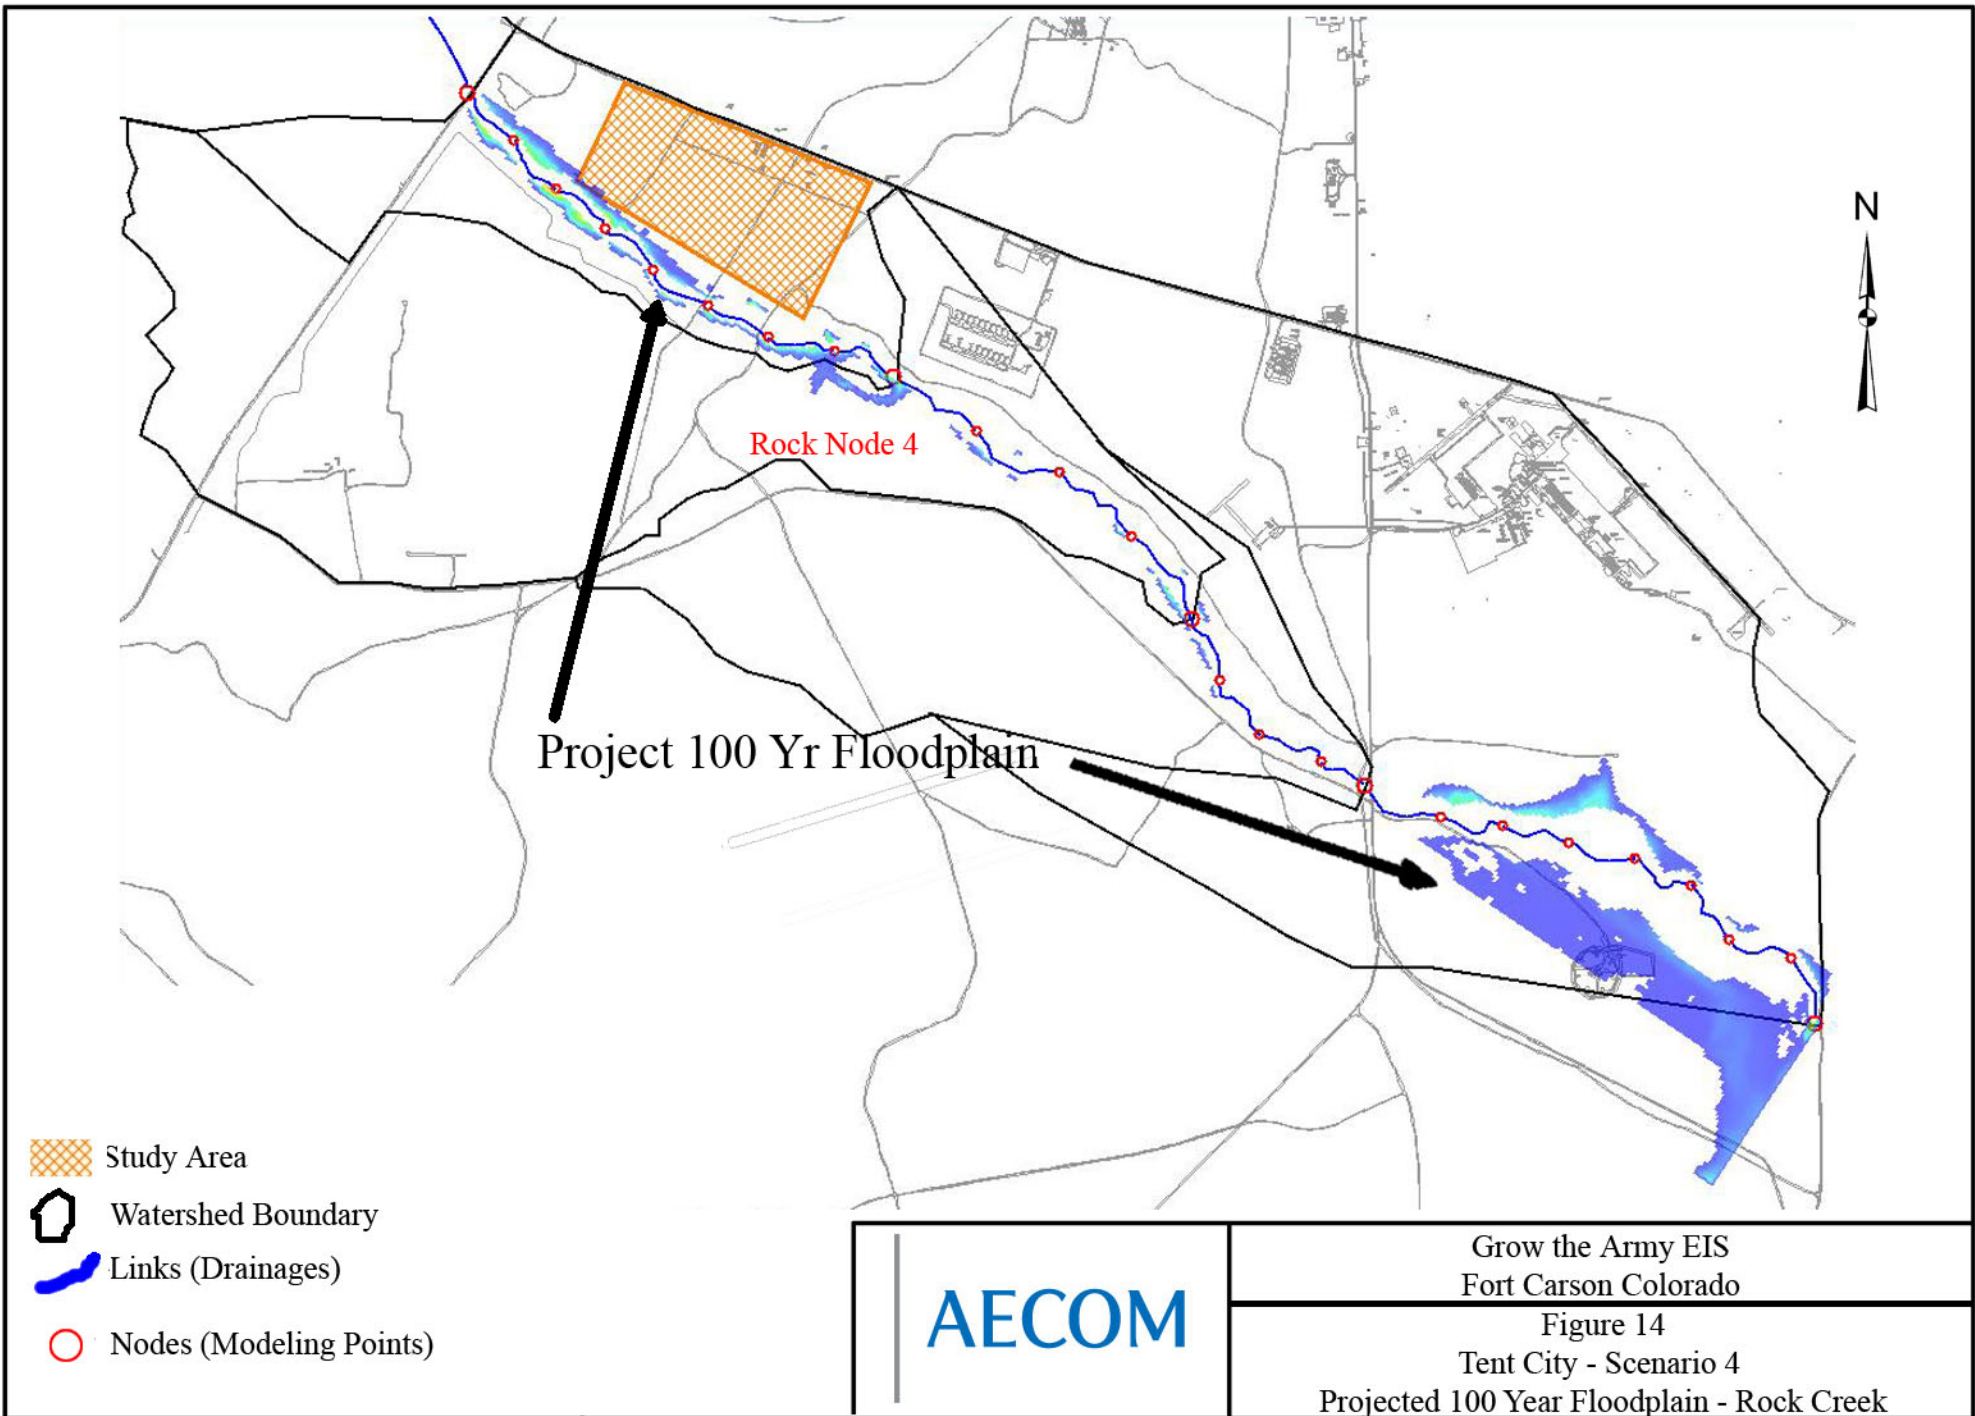 N
Rock Node 4
Project 100 Yr Floodplain
Study Area
Watershed Boundary
Links (Drainages)
Nodes (Modeling Points)
AECOM
Grow the Army EIS
Fort Carson Colorado
Figure 14
Tent City - Scenario 4
Projected 100 Year Floodplain - Rock Creek